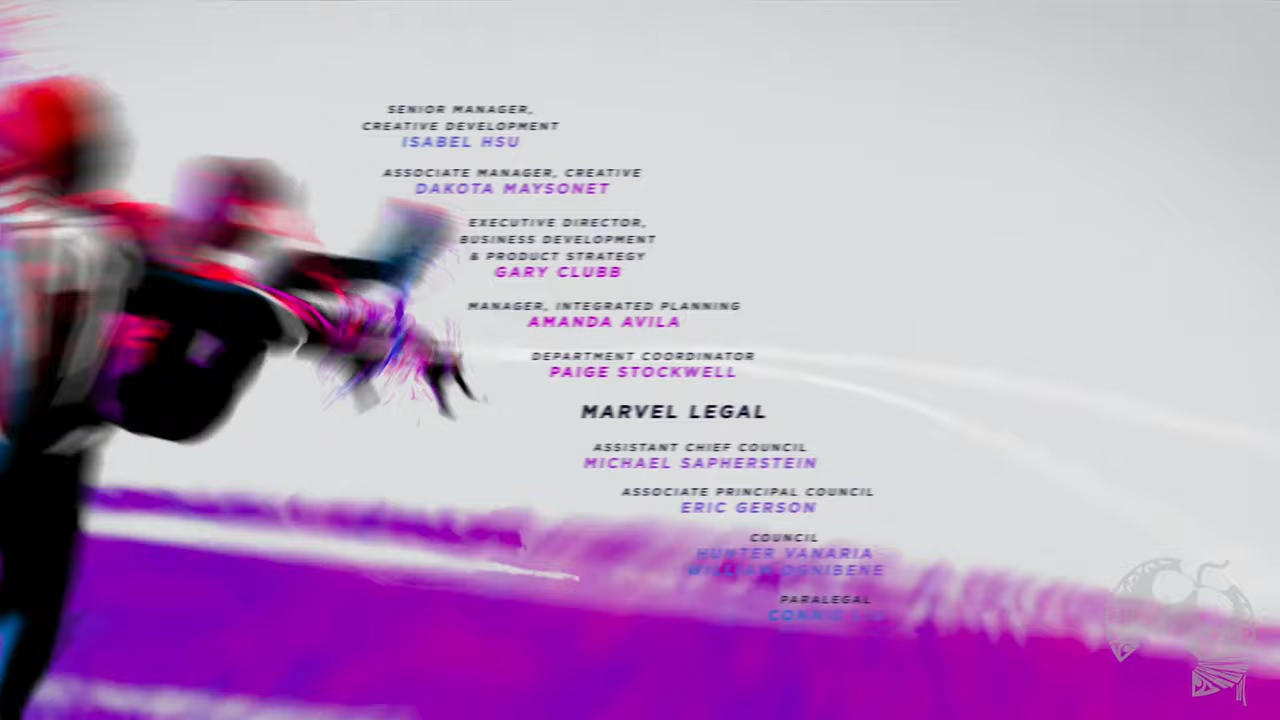 SENIOR MANAGER,
CREATIVE DEVELOPMENT
ISABEL HSU
ASSOCIATE MANAGER, CREATIVE
DAKOTA MAYSONET
EXECUTIVE DIRECTOR,
BUSINESS DEVELOPMENT
& PRODUCT STRATEGY
GARY CLUBB
MANAGER, INTEGRATED PLANNING
AMANDA AVILA
DEPARTMENT COORDINATOR
PAIGE STOCKWELL
MARVEL LEGAL
ASSISTANT CHIEF COUNCIL
MICHAEL SAPHERSTEIN
ASSOCIATE PRINCIPAL COUNCIL
ERIC GERSON
COUNCIL
HUNTER VANARIA
WILLIAM OGNIBENE
PARALEGAL